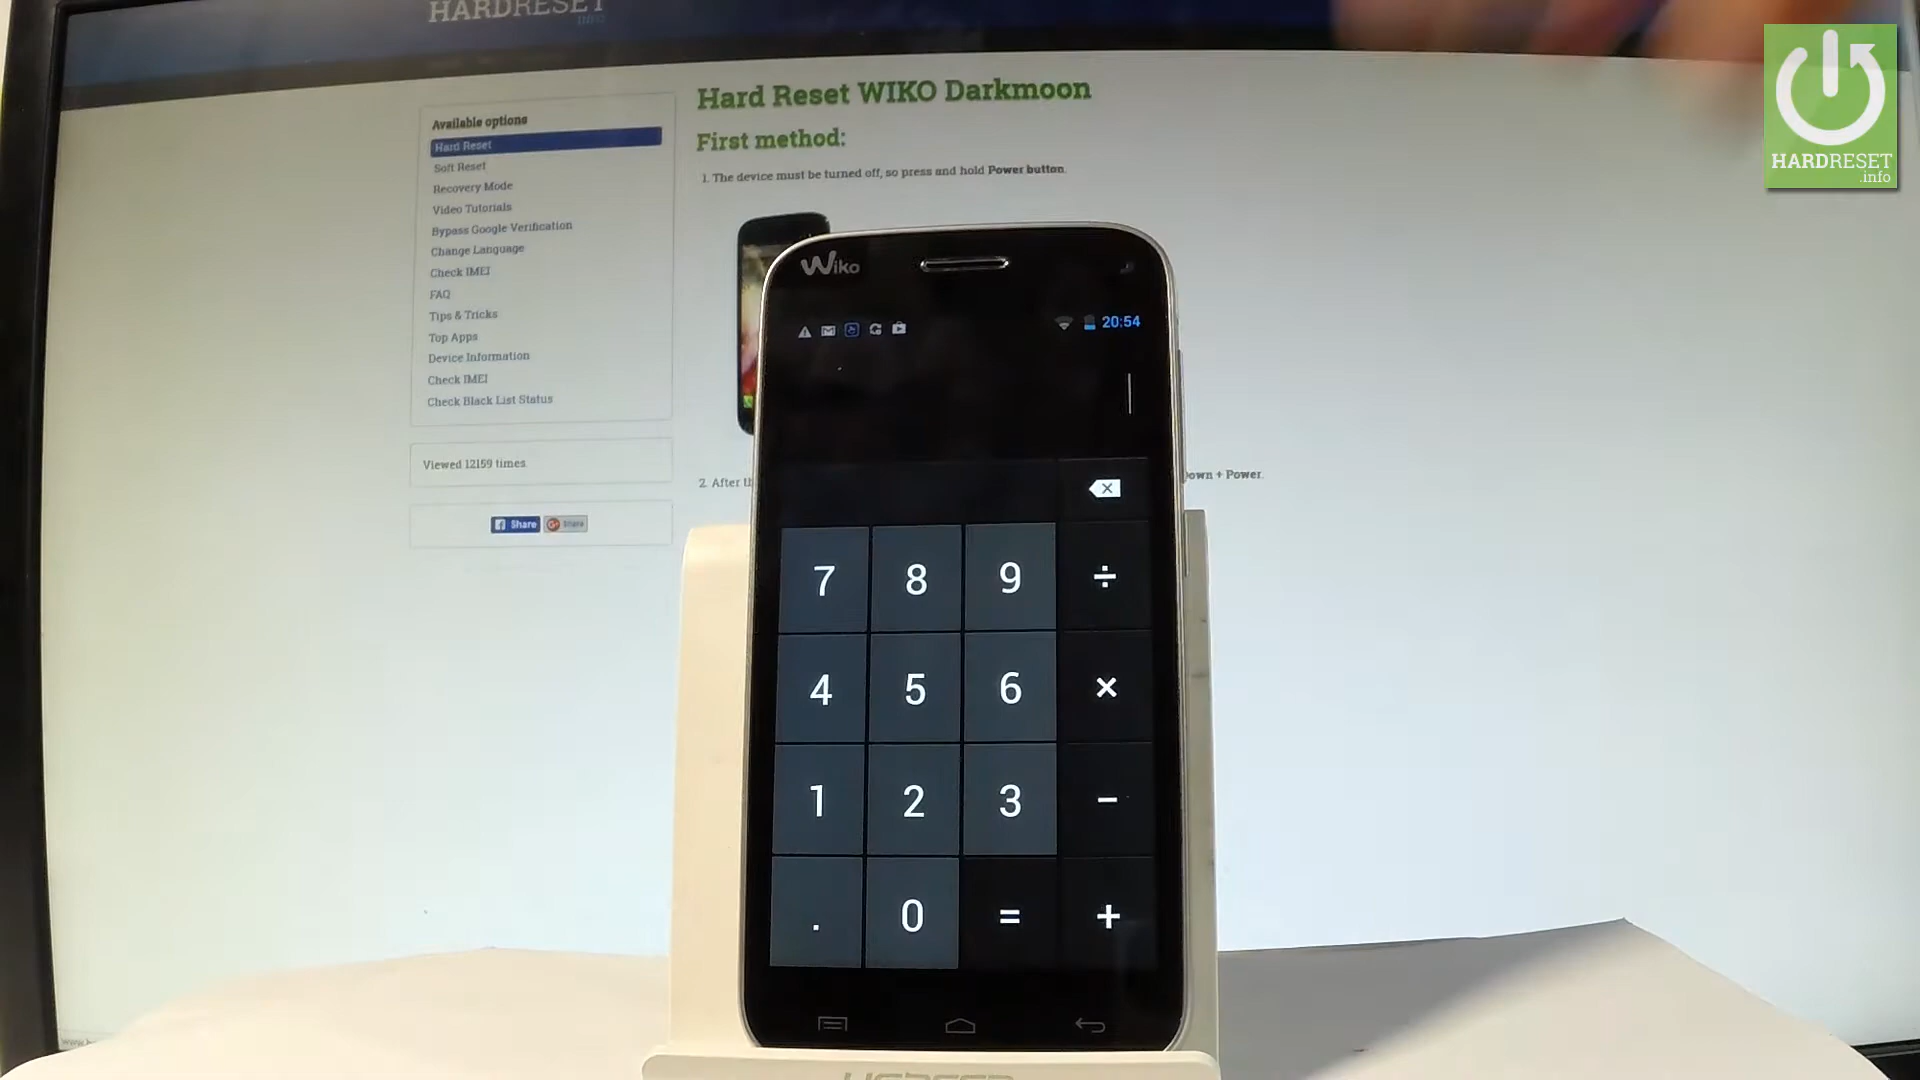 HARDRESET
.info
HARDRESET
.info
Hard Reset WIKO Darkmoon
First method:
1. The device must be turned off, so press and hold Power button.
Available options
Hard Reset
Soft Reset
Recovery Mode
Video Tutorials
Bypass Google Verification
Change Language
Check IMEI
FAQ
Tips & Tricks
Top Apps
Device Information
Check IMEI
Check Black List Status
Viewed 12159 times
Share
Share
2. After
+ Power.
Wiko
20:54
7 8 9 ÷
4 5 6 ×
1 2 3 −
. 0 = +